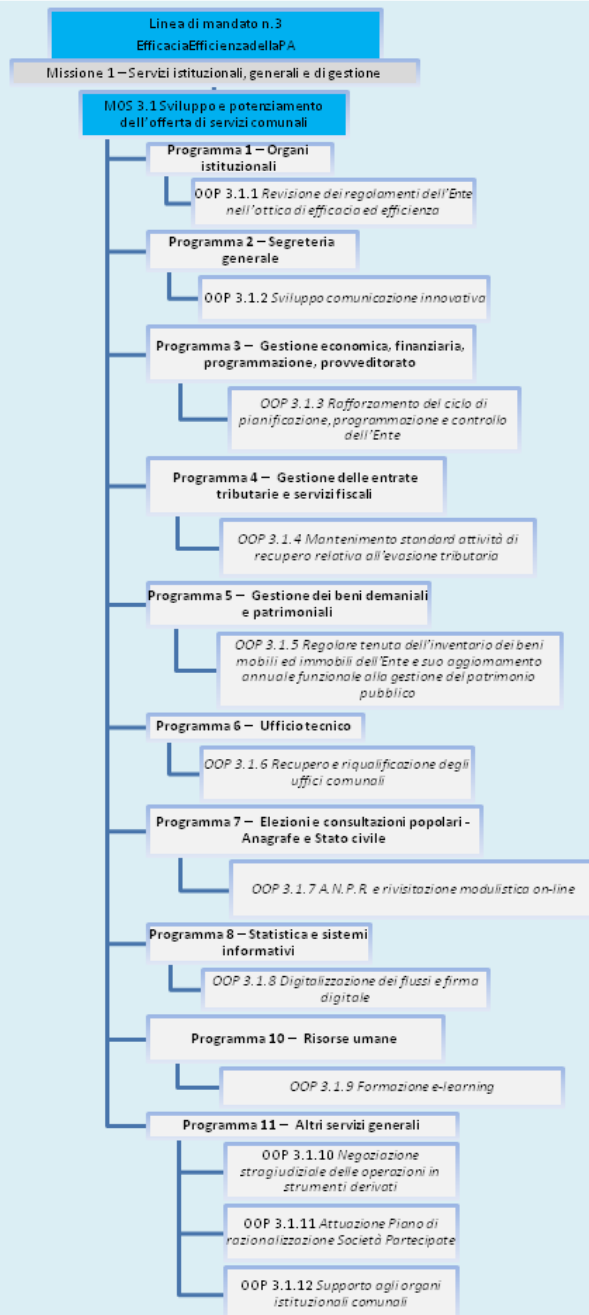 Linea di mandato n.3
EfficaciaEfficienzadellaPA
Missione 1 – Servizi istituzionali, generali e di gestione
MOS 3.1 Sviluppo e potenziamento
dell'offerta di servizi comunali
Programma 1 – Organi
istituzionali
OOP 3.1.1 Revisione dei regolamenti dell'Ente
nell'ottica di efficacia ed efficienza
Programma 2 – Segreteria
generale
OOP 3.1.2 Sviluppo comunicazione innovativa
Programma 3 – Gestione economica, finanziaria,
programmazione, provveditorato
OOP 3.1.3 Rafforzamento del ciclo di
pianificazione, programmazione e controllo
dell'Ente
Programma 4 – Gestione delle entrate
tributarie e servizi fiscali
OOP 3.1.4 Mantenimento standard attività di
recupero relativa all'evasione tributaria
Programma 5 – Gestione dei beni demaniali
e patrimoniali
OOP 3.1.5 Regolare tenuta dell'inventario dei beni
mobili ed immobili dell'Ente e suo aggiornamento
annuale funzionale alla gestione del patrimonio
pubblico
Programma 6 – Ufficio tecnico
OOP 3.1.6 Recupero e riqualificazione degli
uffici comunali
Programma 7 – Elezioni e consultazioni popolari -
Anagrafe e Stato civile
OOP 3.1.7 A.N.P.R. e rivisitazione modulistica on-line
Programma 8 – Statistica e sistemi
informativi
OOP 3.1.8 Digitalizzazione dei flussi e firma
digitale
Programma 10 – Risorse umane
OOP 3.1.9 Formazione e-learning
Programma 11 – Altri servizi generali
OOP 3.1.10 Negoziazione
stragiudiziale delle operazioni in
strumenti derivati
OOP 3.1.11 Attuazione Piano di
razionalizzazione Società Partecipate
OOP 3.1.12 Supporto agli organi
istituzionali comunali